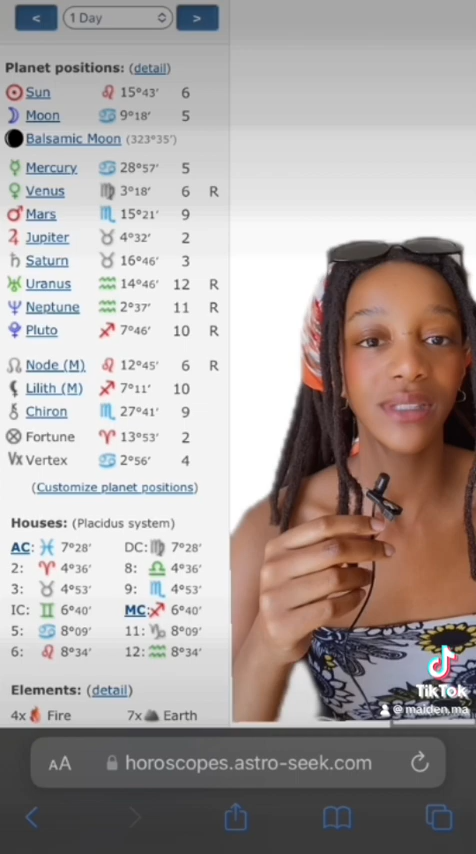 < 1 Day >
Planet positions: (detail)
Sun ♌ 15°43' 6
Moon ♋ 9°18' 5
Balsamic Moon (323°35')
Mercury ♋ 28°57' 5
Venus ♍ 3°18' 6 R
Mars ♏ 15°21' 9
Jupiter ♉ 4°32' 2
Saturn ♉ 16°46' 3
Uranus ♒ 14°46' 12 R
Neptune ♒ 2°37' 11 R
Pluto ♐ 7°46' 10 R
Node (M) ♌ 12°45' 6 R
Lilith (M) ♐ 7°11' 10
Chiron ♏ 27°41' 9
Fortune ♈ 13°53' 2
Vx Vertex ♋ 2°56' 4
(Customize planet positions)
Houses: (Placidus system)
AC: ♓ 7°28' DC: ♍ 7°28'
2: ♈ 4°36' 8: ♎ 4°36'
3: ♉ 4°53' 9: ♏ 4°53'
IC: ♊ 6°40' MC: ♐ 6°40'
5: ♋ 8°09' 11: ♑ 8°09'
6: ♌ 8°34' 12: ♒ 8°34'
Elements: (detail)
4x Fire 7x Earth
TikTok
@maiden.ma
AA horoscopes.astro-seek.com